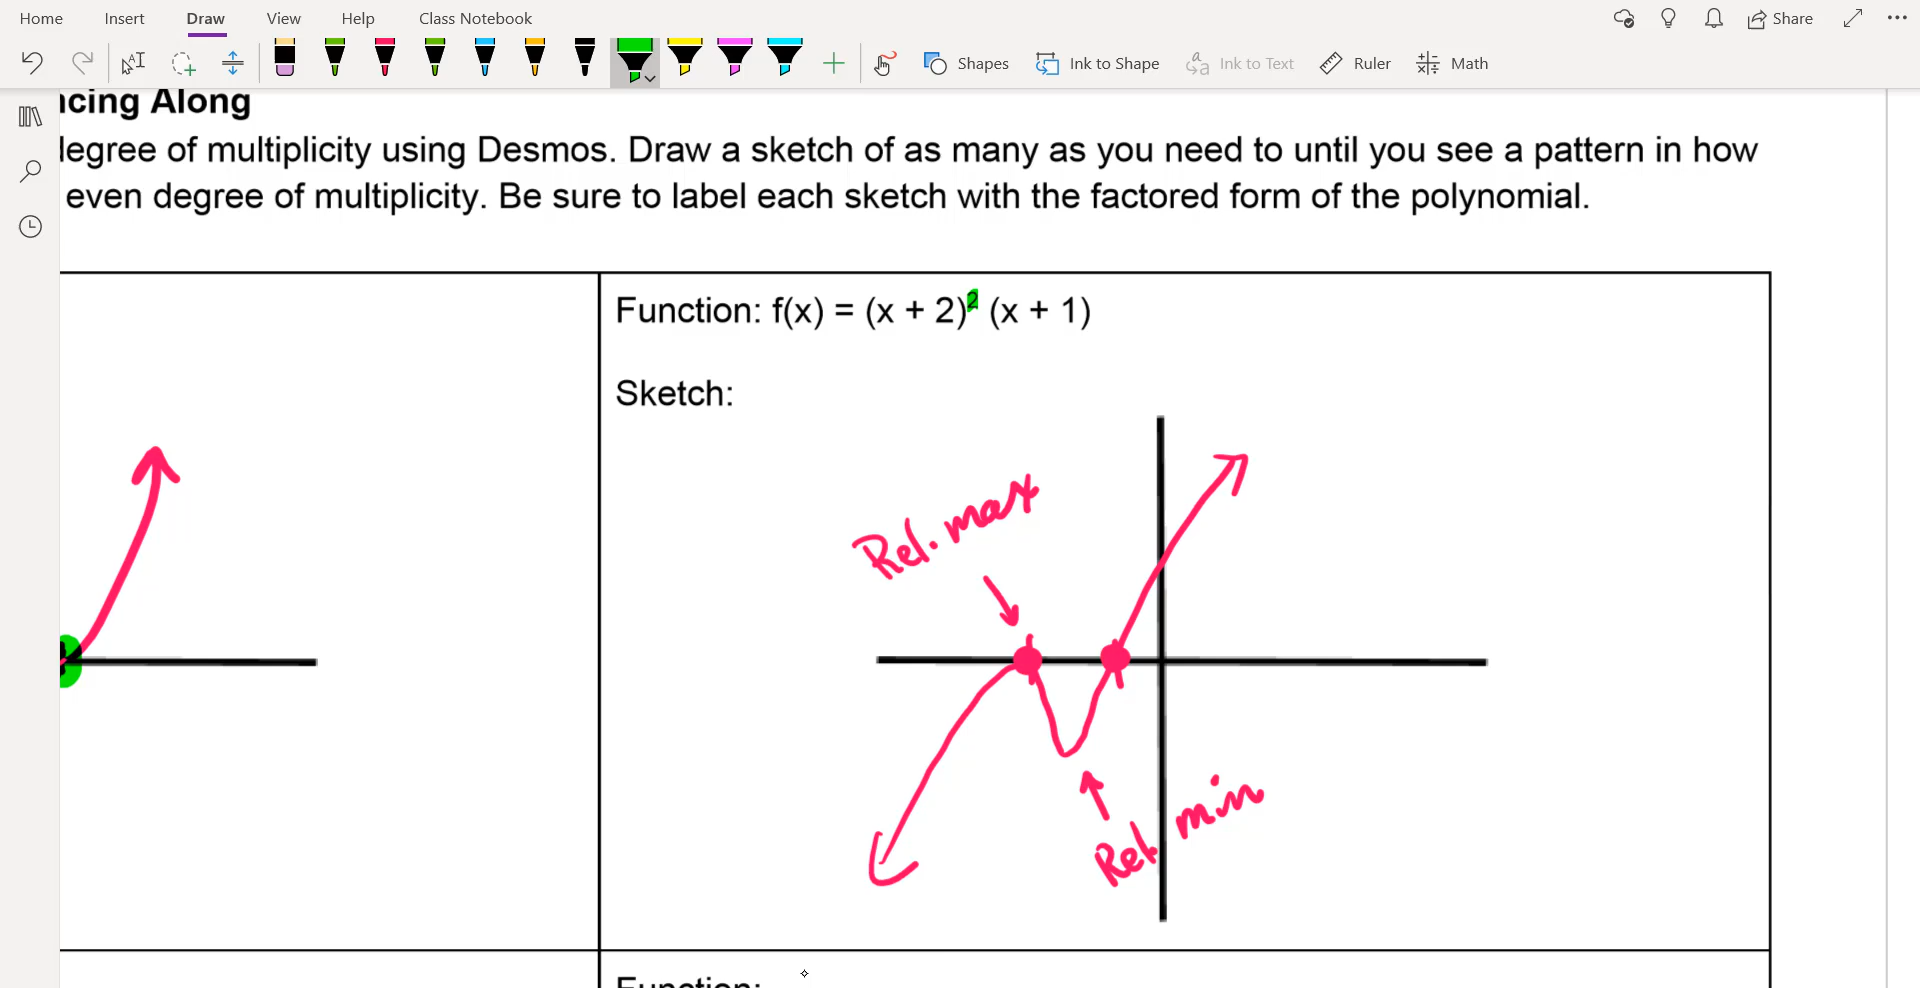 Home Insert Draw View Help Class Notebook Share
Shapes Ink to Shape Ink to Text Ruler Math
ncing Along
degree of multiplicity using Desmos. Draw a sketch of as many as you need to until you see a pattern in how
even degree of multiplicity. Be sure to label each sketch with the factored form of the polynomial.
Function: f(x) = (x + 2)² (x + 1)
Sketch:
Rel. max
Rel. min
Function: